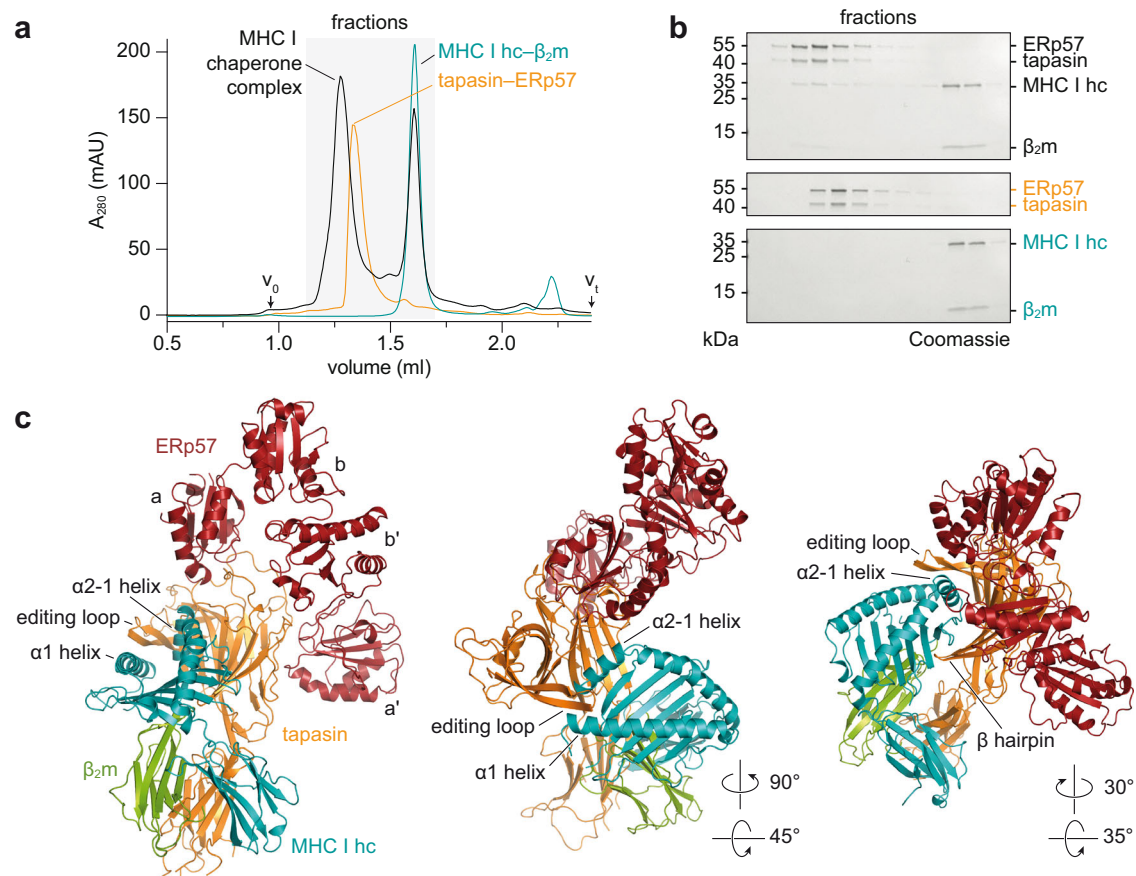 a
fractions
MHC I
chaperone
complex
MHC I hc–β₂m
tapasin–ERp57
A₂₈₀ (mAU)
200
150
100
50
0
v₀
vₜ
0.5
1.0
1.5
2.0
volume (ml)
b
fractions
55
40
35
25
15
ERp57
tapasin
MHC I hc
β₂m
55
40
ERp57
tapasin
35
25
15
MHC I hc
β₂m
kDa
Coomassie
c
ERp57
a
b
b'
a'
α2-1 helix
editing loop
α1 helix
tapasin
β₂m
MHC I hc
α2-1 helix
editing loop
α1 helix
90°
45°
editing loop
α2-1 helix
β hairpin
30°
35°